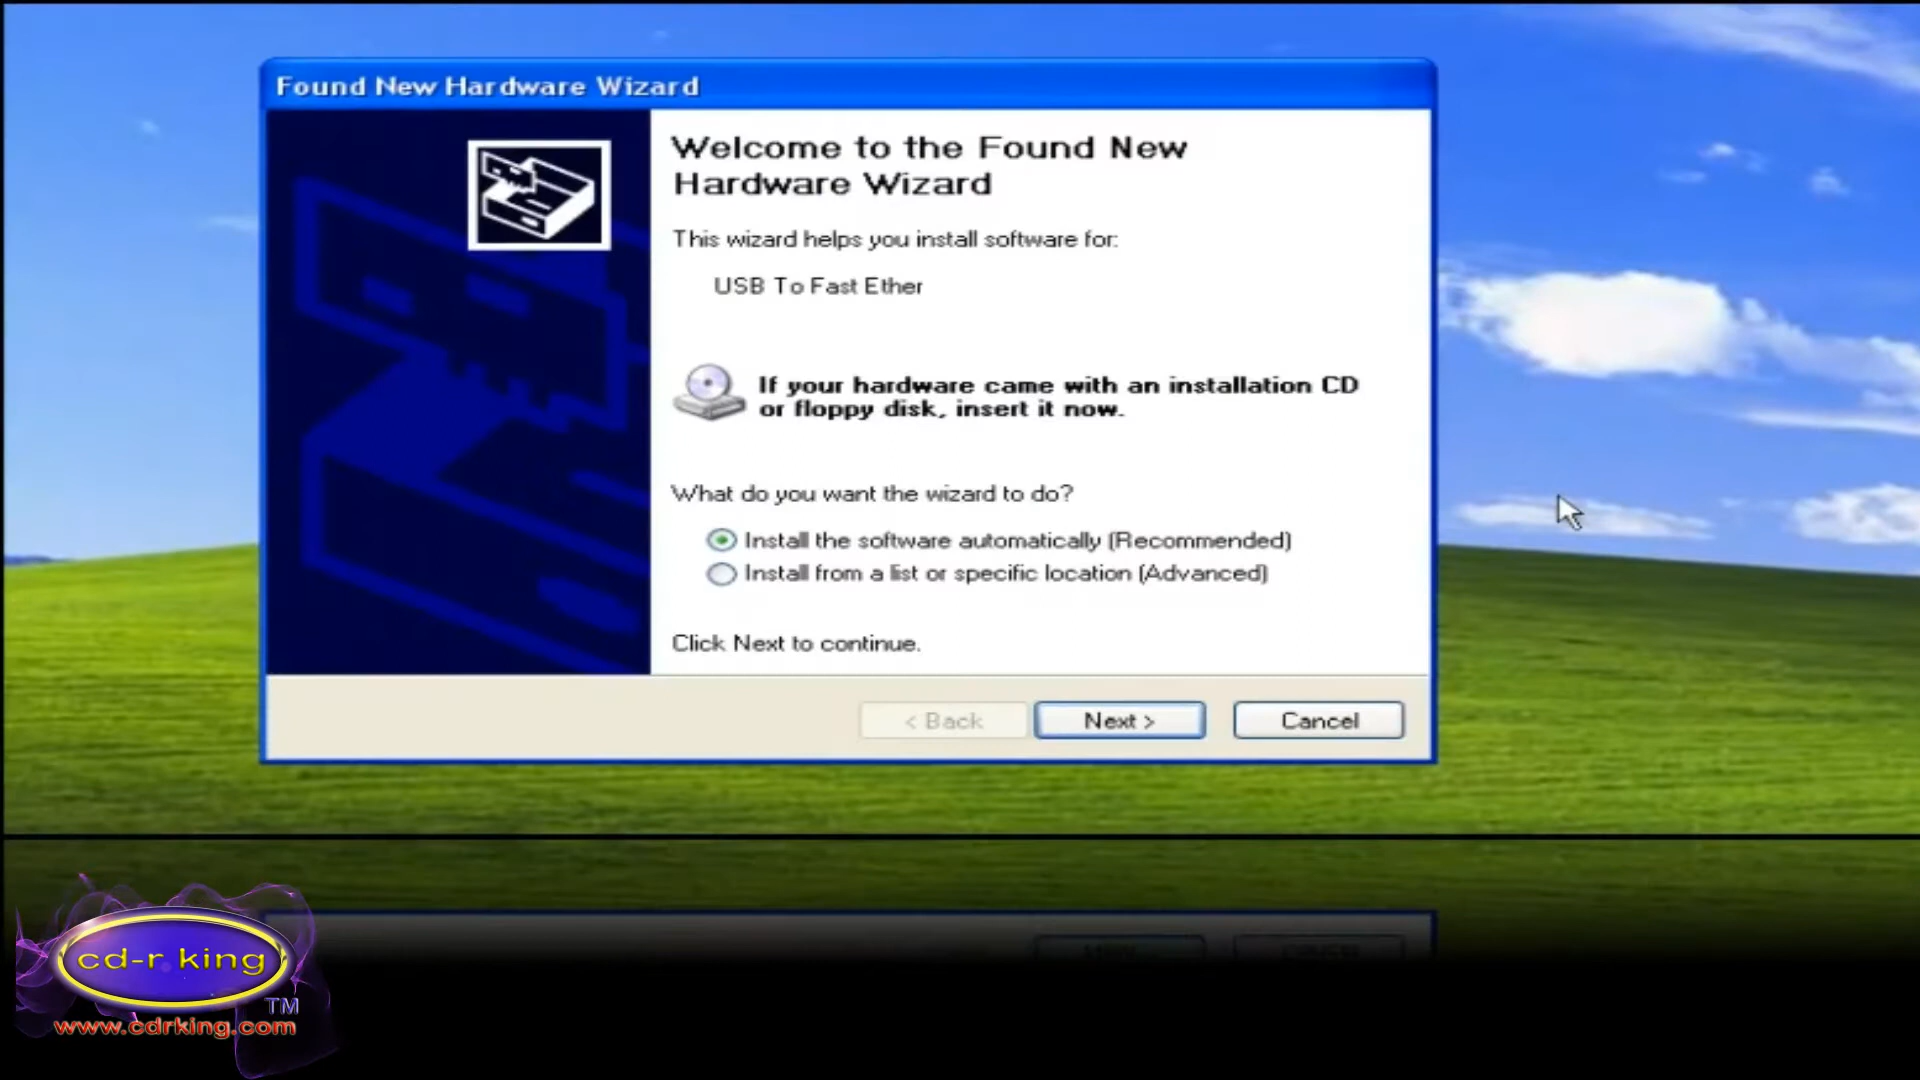 Found New Hardware Wizard
Welcome to the Found New
Hardware Wizard
This wizard helps you install software for:
USB To Fast Ether
If your hardware came with an installation CD
or floppy disk, insert it now.
What do you want the wizard to do?
Install the software automatically (Recommended)
Install from a list or specific location (Advanced)
Click Next to continue.
< Back
Next >
Cancel
cd-r king
TM
www.cdrking.com